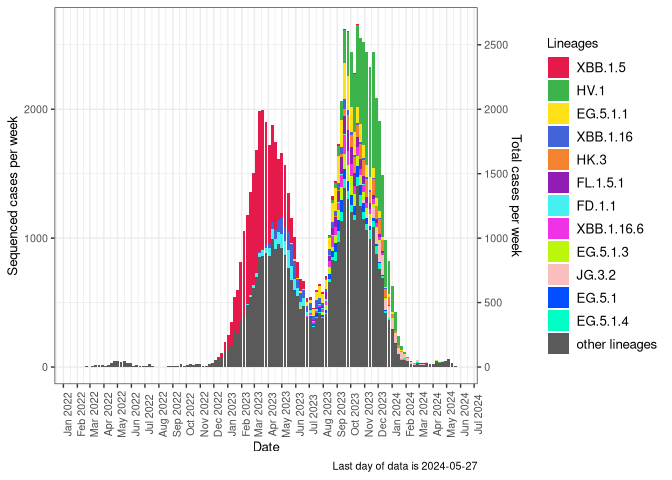 Sequenced cases per week
2000
1000
0
2500
2000
1500
1000
500
0
Total cases per week
Jan 2022
Feb 2022
Mar 2022
Apr 2022
May 2022
Jun 2022
Jul 2022
Aug 2022
Sep 2022
Oct 2022
Nov 2022
Dec 2022
Jan 2023
Feb 2023
Mar 2023
Apr 2023
May 2023
Jun 2023
Jul 2023
Aug 2023
Sep 2023
Oct 2023
Nov 2023
Dec 2023
Jan 2024
Feb 2024
Mar 2024
Apr 2024
May 2024
Jun 2024
Jul 2024
Date
Last day of data is 2024-05-27
Lineages
XBB.1.5
HV.1
EG.5.1.1
XBB.1.16
HK.3
FL.1.5.1
FD.1.1
XBB.1.16.6
EG.5.1.3
JG.3.2
EG.5.1
EG.5.1.4
other lineages